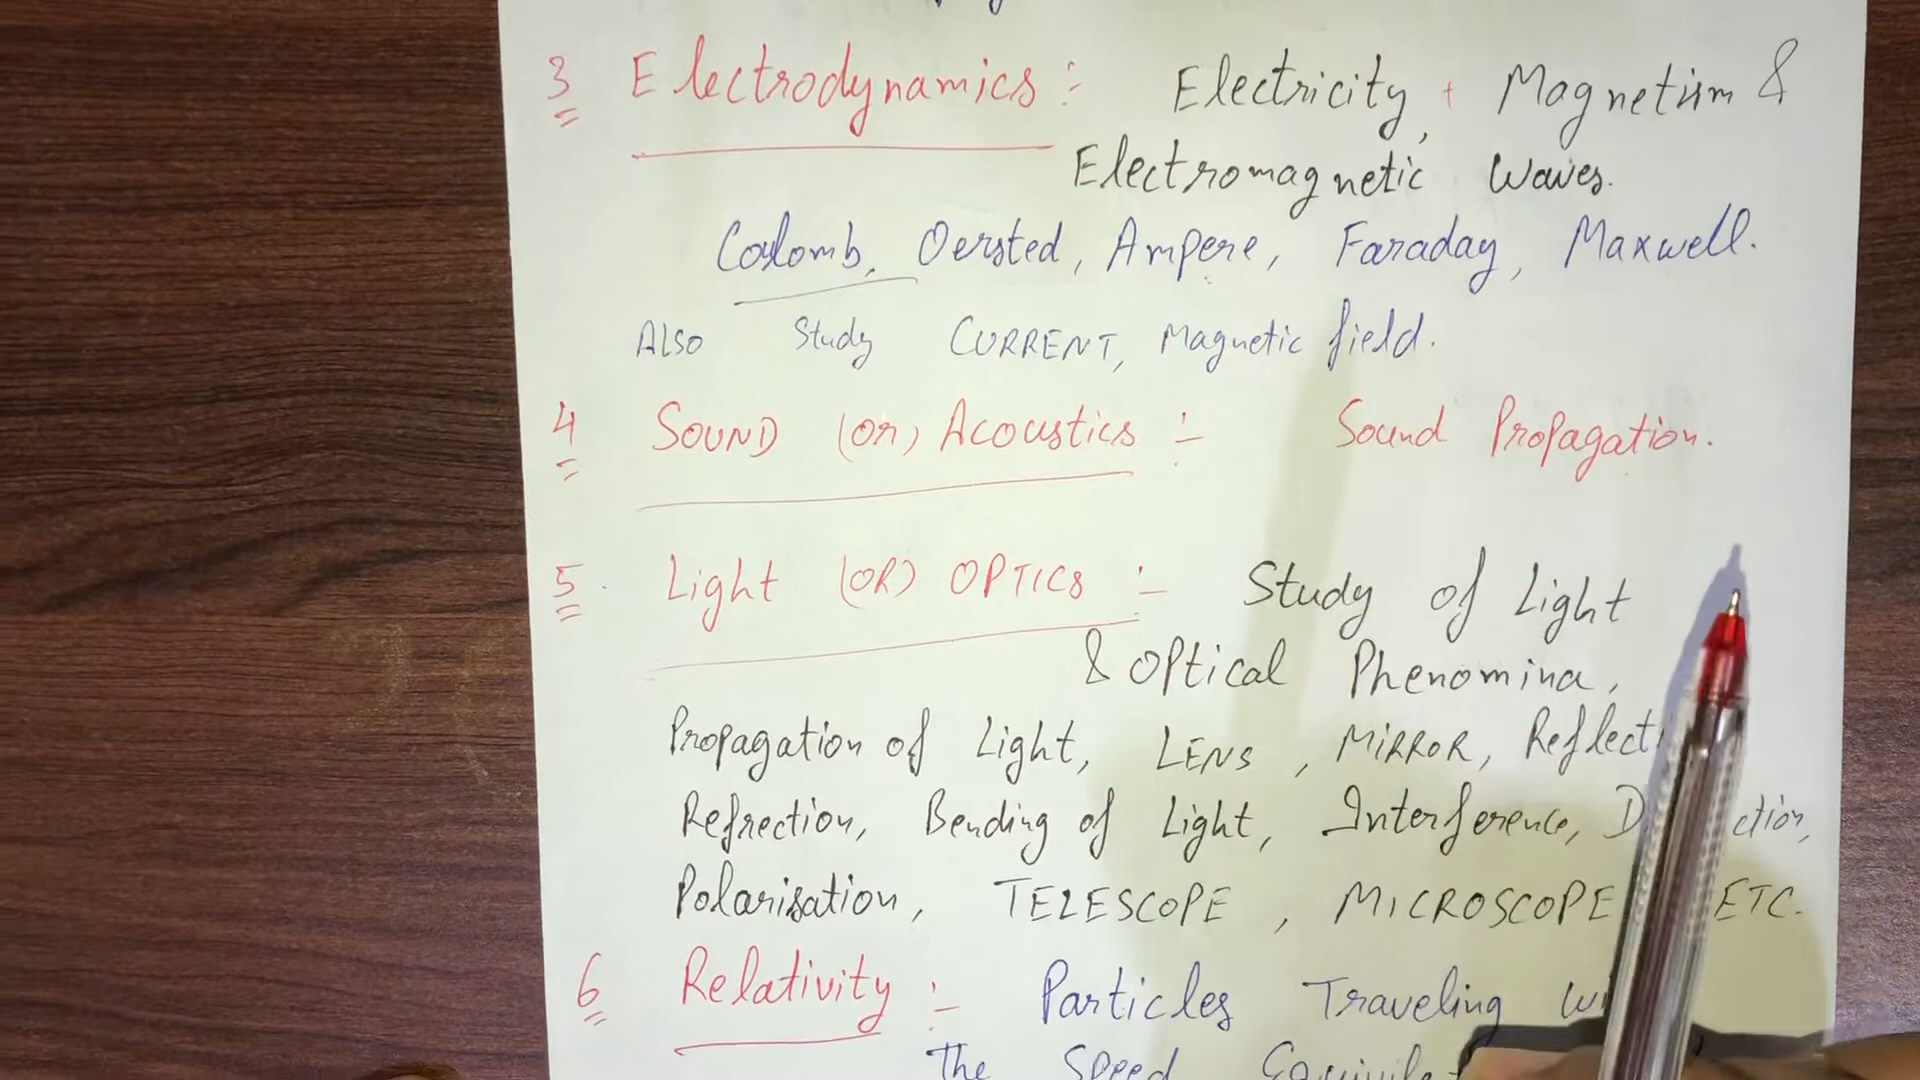 3 Electrodynamics :- Electricity, + Magnetism &
Electromagnetic Waves.
Coulomb, Oersted, Ampere, Faraday, Maxwell.
Also Study CURRENT, Magnetic field.
4 SOUND (or) Acoustics :- Sound Propagation.
5. Light (OR) OPTICS :- Study of Light
& Optical Phenomina,
Propagation of Light, LENS, MIRROR,
Refrection, Bending of Light, Interference,
Polarisation, TELESCOPE, MICROSCOPE ETC.
6 Relativity :- Particles Traveling
The Speed